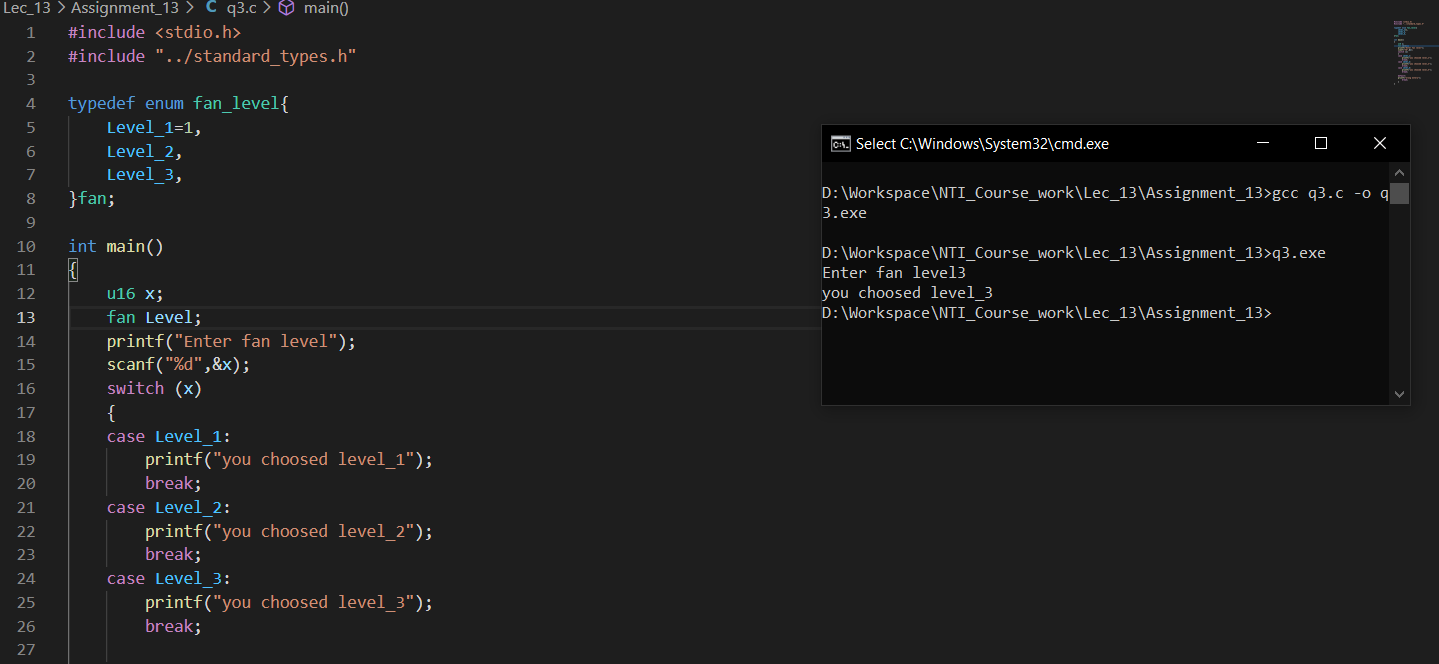 Lec_13 > Assignment_13 > C q3.c > main()
1 #include <stdio.h>
2 #include "../standard_types.h"
3
4 typedef enum fan_level{
5 Level_1=1,
6 Level_2,
7 Level_3,
8 }fan;
9
10 int main()
11 {
12 u16 x;
13 fan Level;
14 printf("Enter fan level");
15 scanf("%d",&x);
16 switch (x)
17 {
18 case Level_1:
19 printf("you choosed level_1");
20 break;
21 case Level_2:
22 printf("you choosed level_2");
23 break;
24 case Level_3:
25 printf("you choosed level_3");
26 break;
27
C:\. Select C:\Windows\System32\cmd.exe
D:\Workspace\NTI_Course_work\Lec_13\Assignment_13>gcc q3.c -o q
3.exe
D:\Workspace\NTI_Course_work\Lec_13\Assignment_13>q3.exe
Enter fan level3
you choosed level_3
D:\Workspace\NTI_Course_work\Lec_13\Assignment_13>